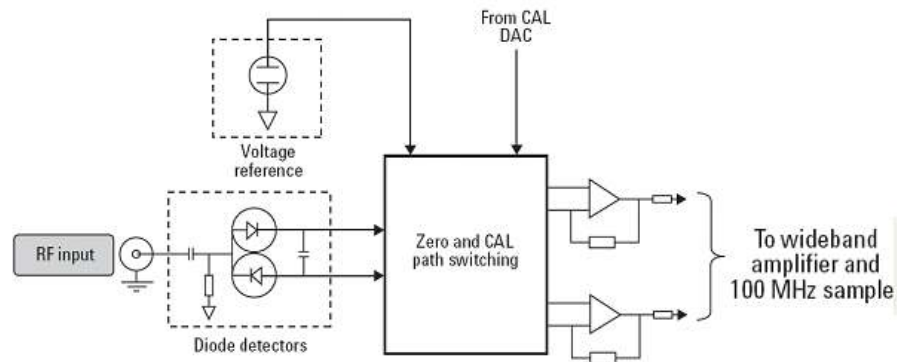 From CAL
DAC
Voltage
reference
RF input
Zero and CAL
path switching
To wideband
amplifier and
100 MHz sample
Diode detectors